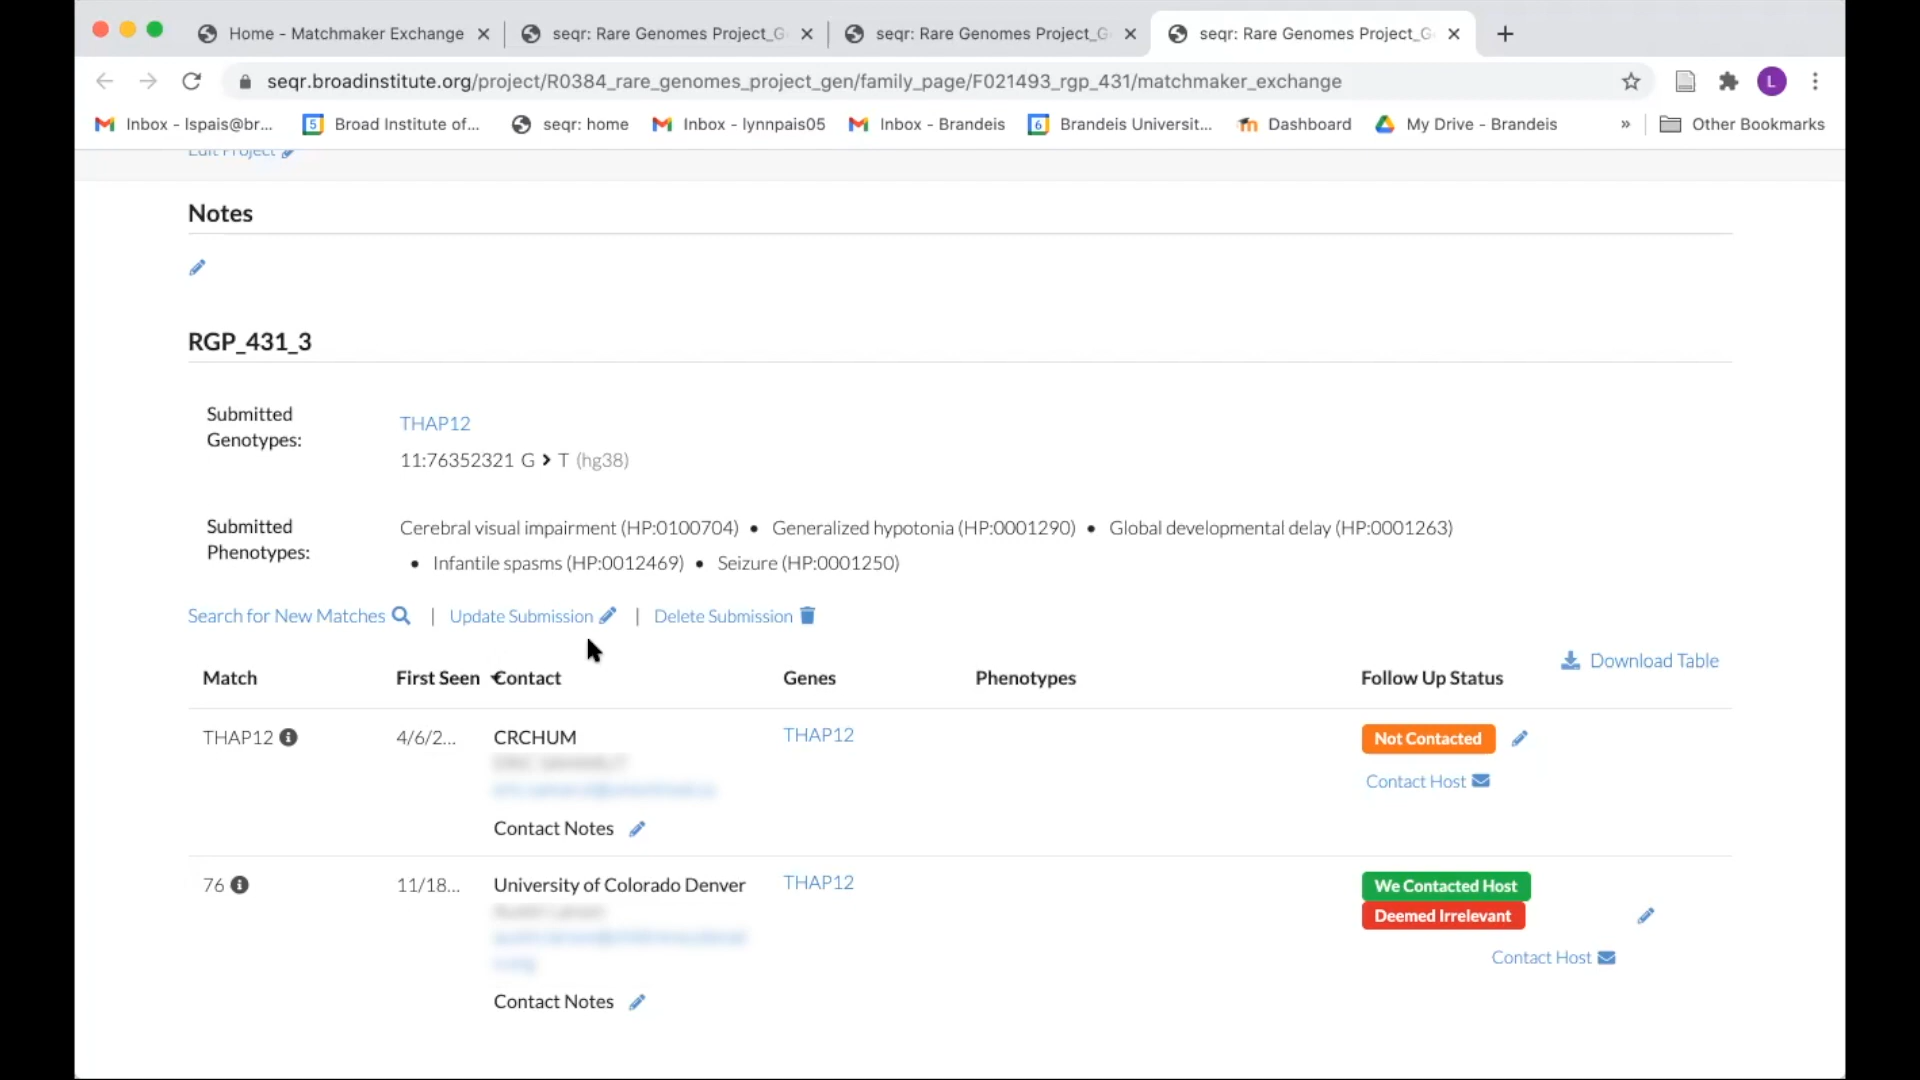 Home - Matchmaker Exchange
seqr: Rare Genomes Project_G
seqr: Rare Genomes Project_G
seqr: Rare Genomes Project_G
seqr.broadinstitute.org/project/R0384_rare_genomes_project_gen/family_page/F021493_rgp_431/matchmaker_exchange
L
Inbox - lspais@br...
5
Broad Institute of...
seqr: home
Inbox - lynnpais05
Inbox - Brandeis
6
Brandeis Universit...
Dashboard
My Drive - Brandeis
»
Other Bookmarks
Edit Project
Notes
RGP_431_3
Submitted Genotypes:
THAP12
11:76352321 G > T (hg38)
Submitted Phenotypes:
Cerebral visual impairment (HP:0100704) • Generalized hypotonia (HP:0001290) • Global developmental delay (HP:0001263)
• Infantile spasms (HP:0012469) • Seizure (HP:0001250)
Search for New Matches | Update Submission | Delete Submission
Download Table
Match First Seen Contact Genes Phenotypes Follow Up Status
THAP12 4/6/2... CRCHUM THAP12 Not Contacted
Contact Host
Contact Notes
76 11/18... University of Colorado Denver THAP12 We Contacted Host
Deemed Irrelevant
Contact Host
Contact Notes